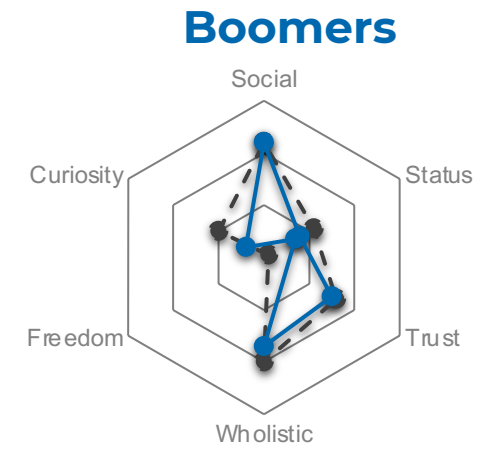 Boomers
Social
Curiosity
Status
Freedom
Trust
Wholistic